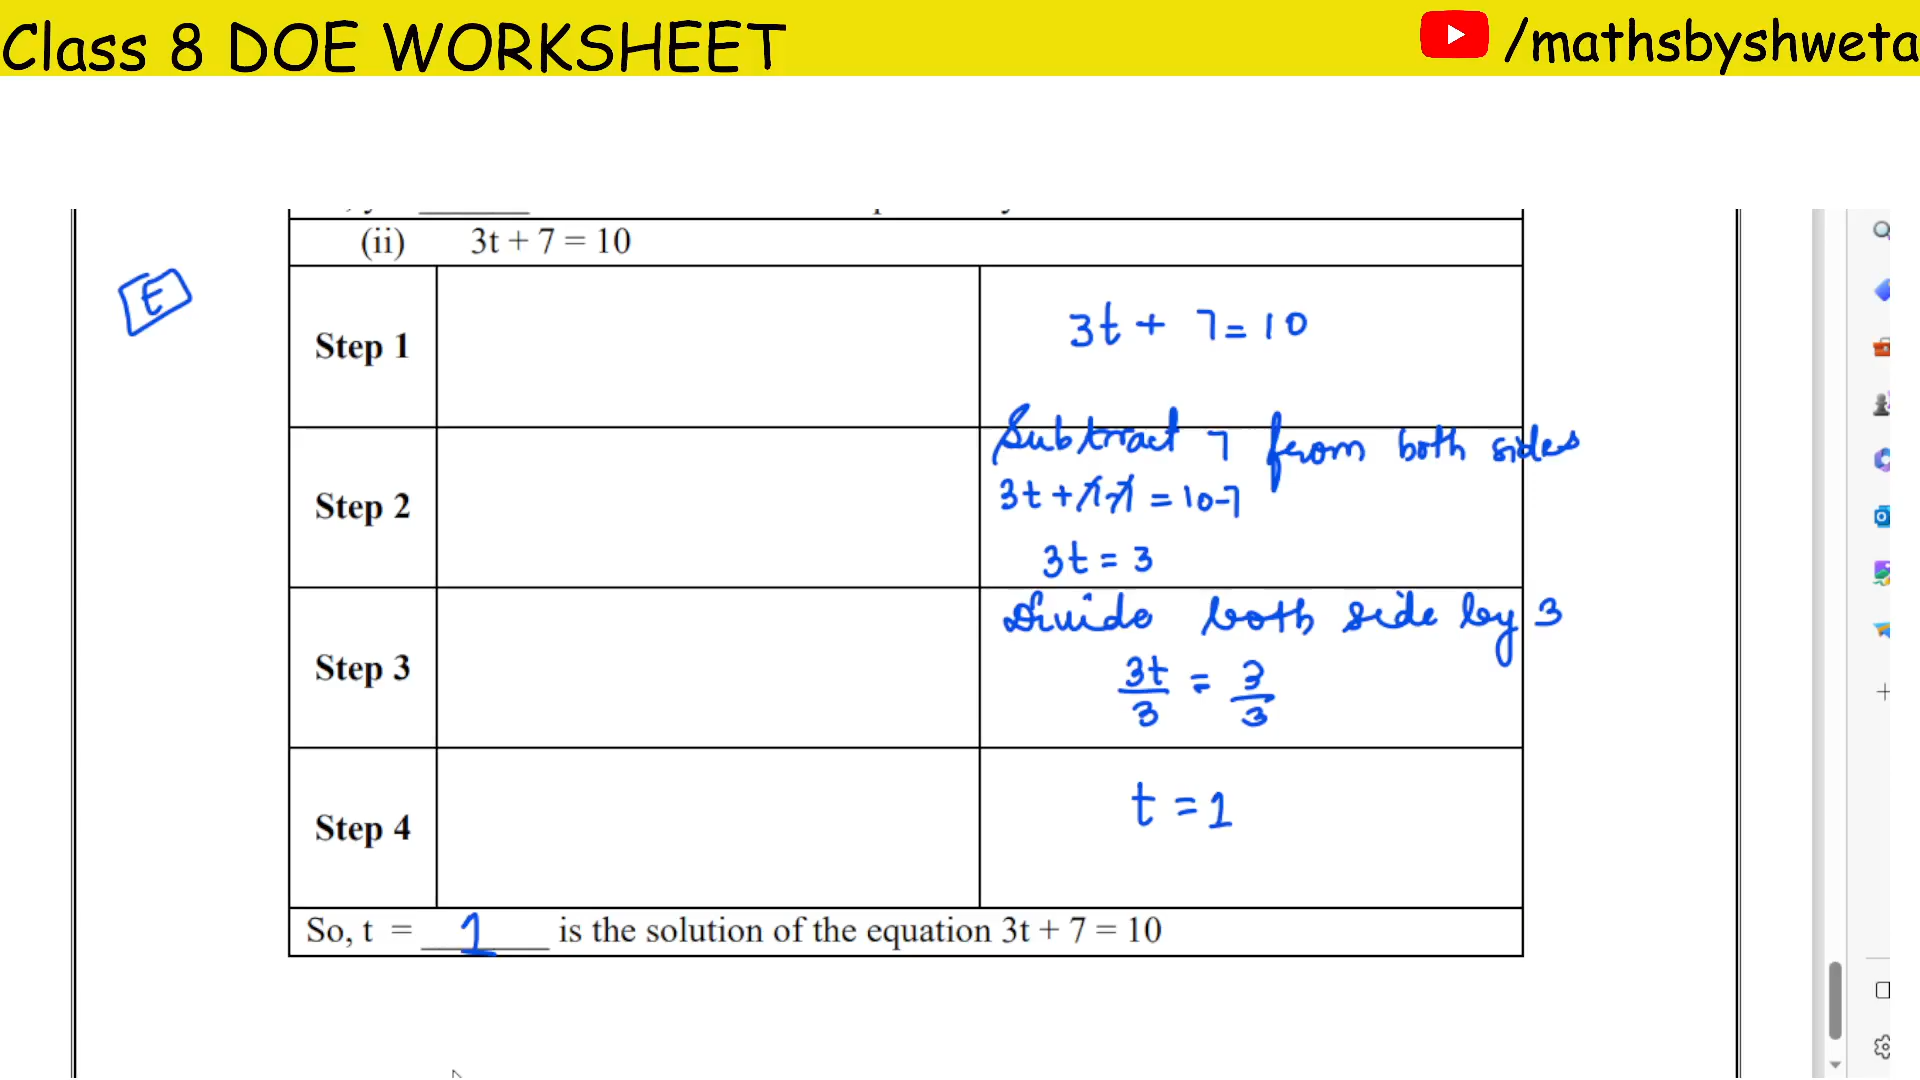 Class 8 DOE WORKSHEET
/mathsbyshweta
(ii) 3t + 7 = 10
E
Step 1
3t + 7 = 10
Step 2
Subtract 7 from both sides
3t + 7 - 7 = 10 - 7
3t = 3
Step 3
Divide both side by 3
3t/3 = 3/3
Step 4
t = 1
So, t = 1 is the solution of the equation 3t + 7 = 10